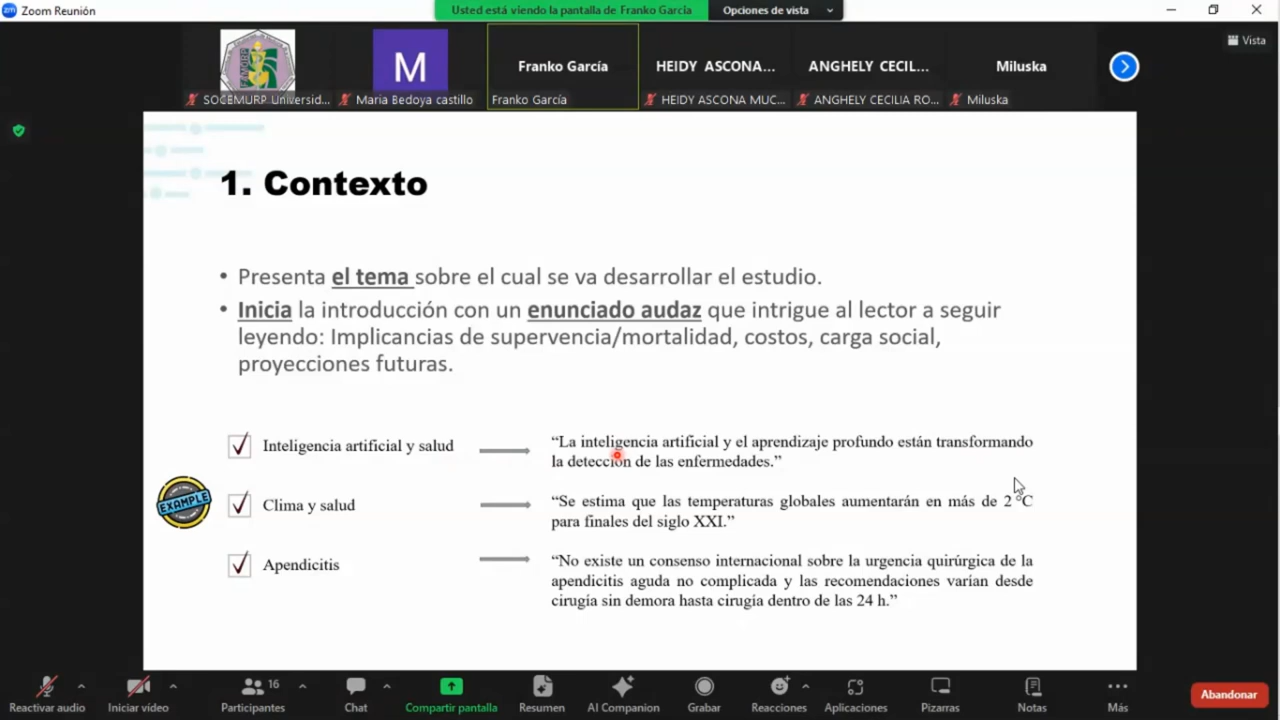 Zoom Reunión
Usted está viendo la pantalla de Franko García
Opciones de vista
Vista
M
Franko García
HEIDY ASCONA...
ANGHELY CECIL...
Miluska
SOCEMURP Universid...
Maria Bedoya castillo
Franko García
HEIDY ASCONA MUC...
ANGHELY CECILIA RO...
Miluska
1. Contexto
• Presenta el tema sobre el cual se va desarrollar el estudio.
• Inicia la introducción con un enunciado audaz que intrigue al lector a seguir
leyendo: Implicancias de supervencia/mortalidad, costos, carga social,
proyecciones futuras.
Inteligencia artificial y salud
“La inteligencia artificial y el aprendizaje profundo están transformando
la detección de las enfermedades.”
EXAMPLE
Clima y salud
“Se estima que las temperaturas globales aumentarán en más de 2 °C
para finales del siglo XXI.”
Apendicitis
“No existe un consenso internacional sobre la urgencia quirúrgica de la
apendicitis aguda no complicada y las recomendaciones varían desde
cirugía sin demora hasta cirugía dentro de las 24 h.”
Reactivar audio
Iniciar vídeo
16
Participantes
Chat
Compartir pantalla
Resumen
AI Companion
Grabar
Reacciones
Aplicaciones
Pizarras
Notas
Más
Abandonar